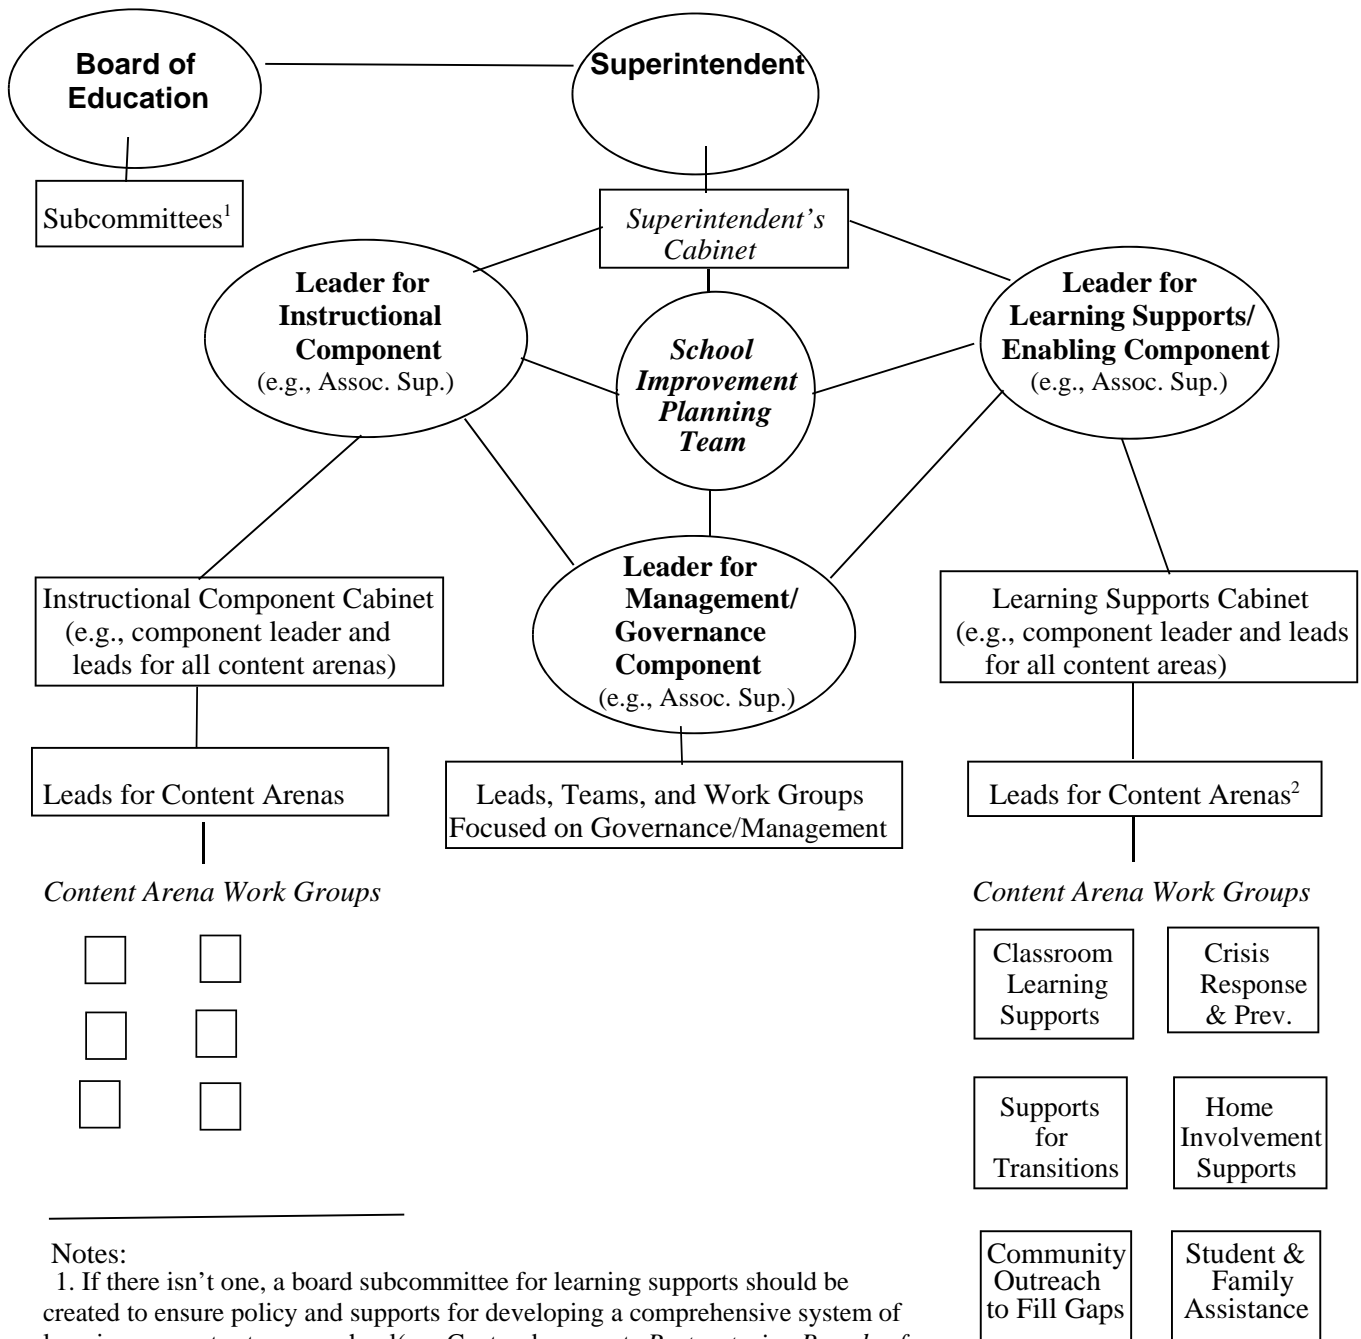 Board of
Education
Superintendent
Subcommittees¹
Superintendent's
Cabinet
Leader for
Instructional
Component
(e.g., Assoc. Sup.)
School
Improvement
Planning
Team
Leader for
Learning Supports/
Enabling Component
(e.g., Assoc. Sup.)
Instructional Component Cabinet
(e.g., component leader and
leads for all content arenas)
Leader for
Management/
Governance
Component
(e.g., Assoc. Sup.)
Learning Supports Cabinet
(e.g., component leader and leads
for all content areas)
Leads for Content Arenas
Leads, Teams, and Work Groups
Focused on Governance/Management
Leads for Content Arenas²
Content Arena Work Groups
Content Arena Work Groups
Classroom
Learning
Supports
Crisis
Response
& Prev.
Supports
for
Transitions
Home
Involvement
Supports
Community
Outreach
to Fill Gaps
Student &
Family
Assistance
Notes:
1. If there isn't one, a board subcommittee for learning supports should be
created to ensure policy and supports for developing a comprehensive system of